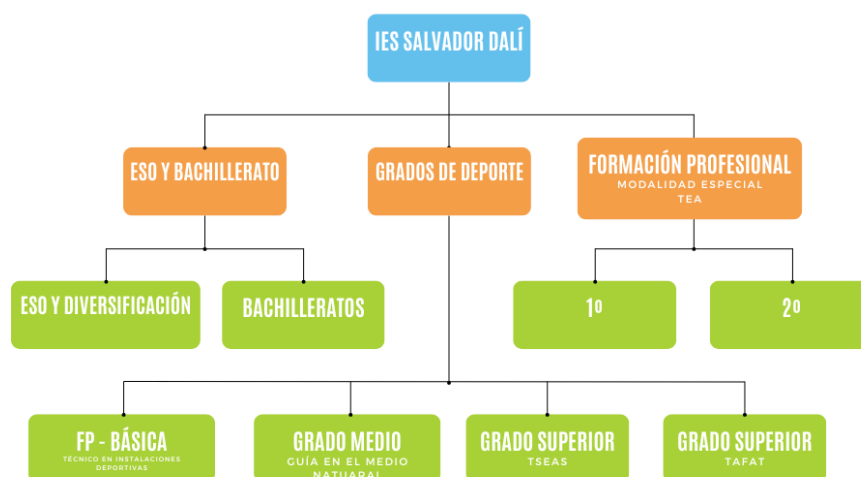 IES SALVADOR DALÍ
ESO Y BACHILLERATO
GRADOS DE DEPORTE
FORMACIÓN PROFESIONAL
MODALIDAD ESPECIAL
TEA
ESO Y DIVERSIFICACIÓN
BACHILLERATOS
1º
2º
FP - BÁSICA
TÉCNICO EN INSTALACIONES
DEPORTIVAS
GRADO MEDIO
GUÍA EN EL MEDIO
NATUARAL
GRADO SUPERIOR
TSEAS
GRADO SUPERIOR
TAFAT